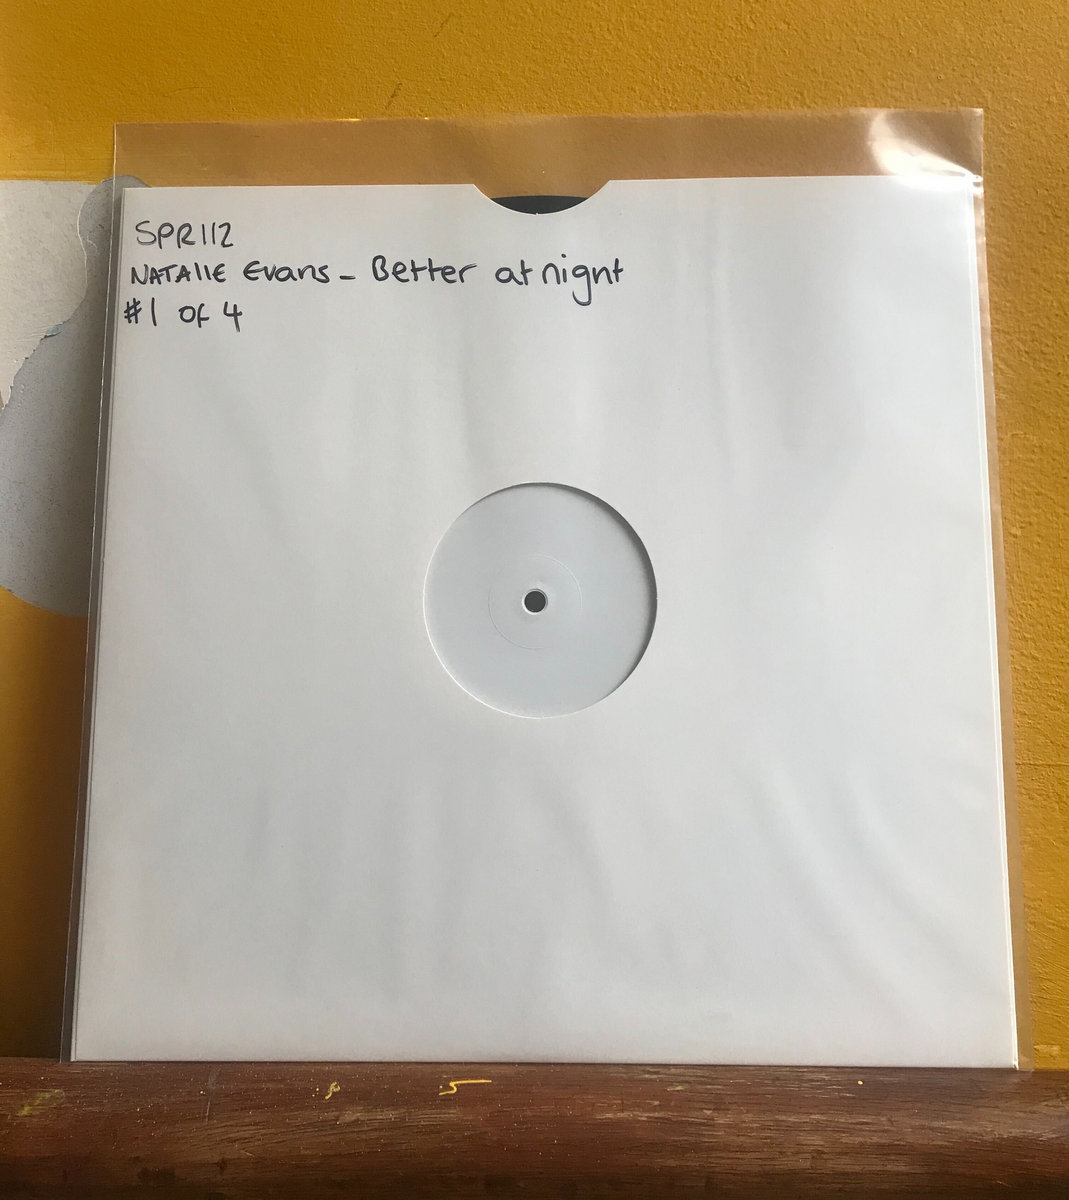 SPR112
NATAlIE Evans - Better at night
#1 of 4